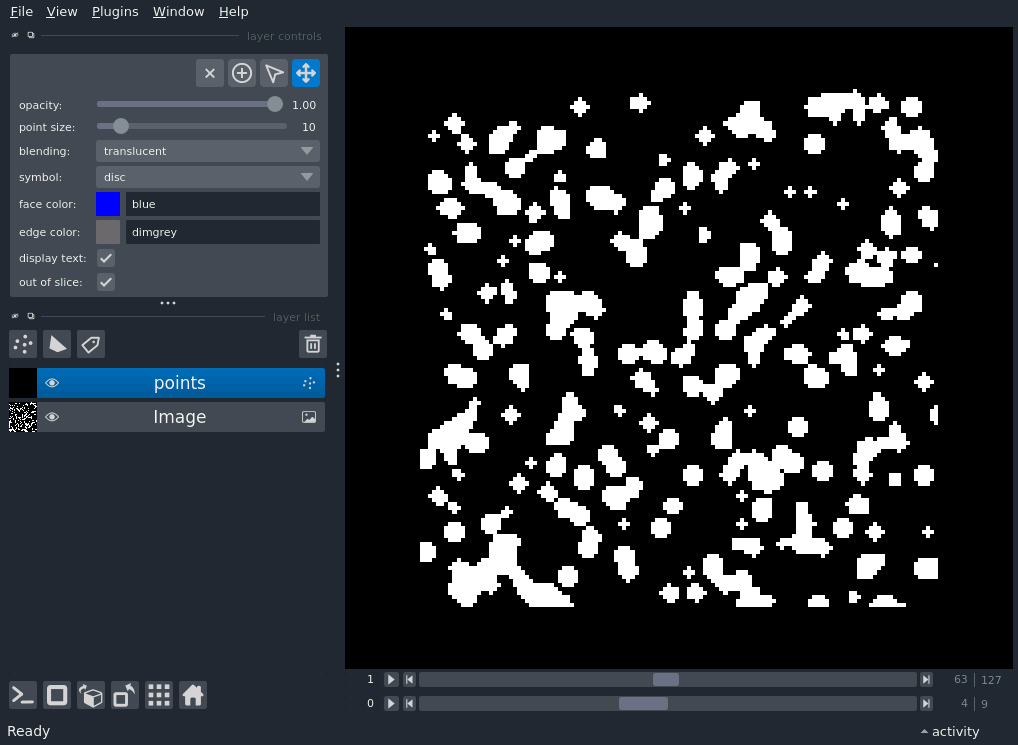 File View Plugins Window Help
layer controls
opacity: 1.00
point size: 10
blending: translucent
symbol: disc
face color: blue
edge color: dimgrey
display text:
out of slice:
layer list
points
Image
1 63 127
0 4 9
Ready activity